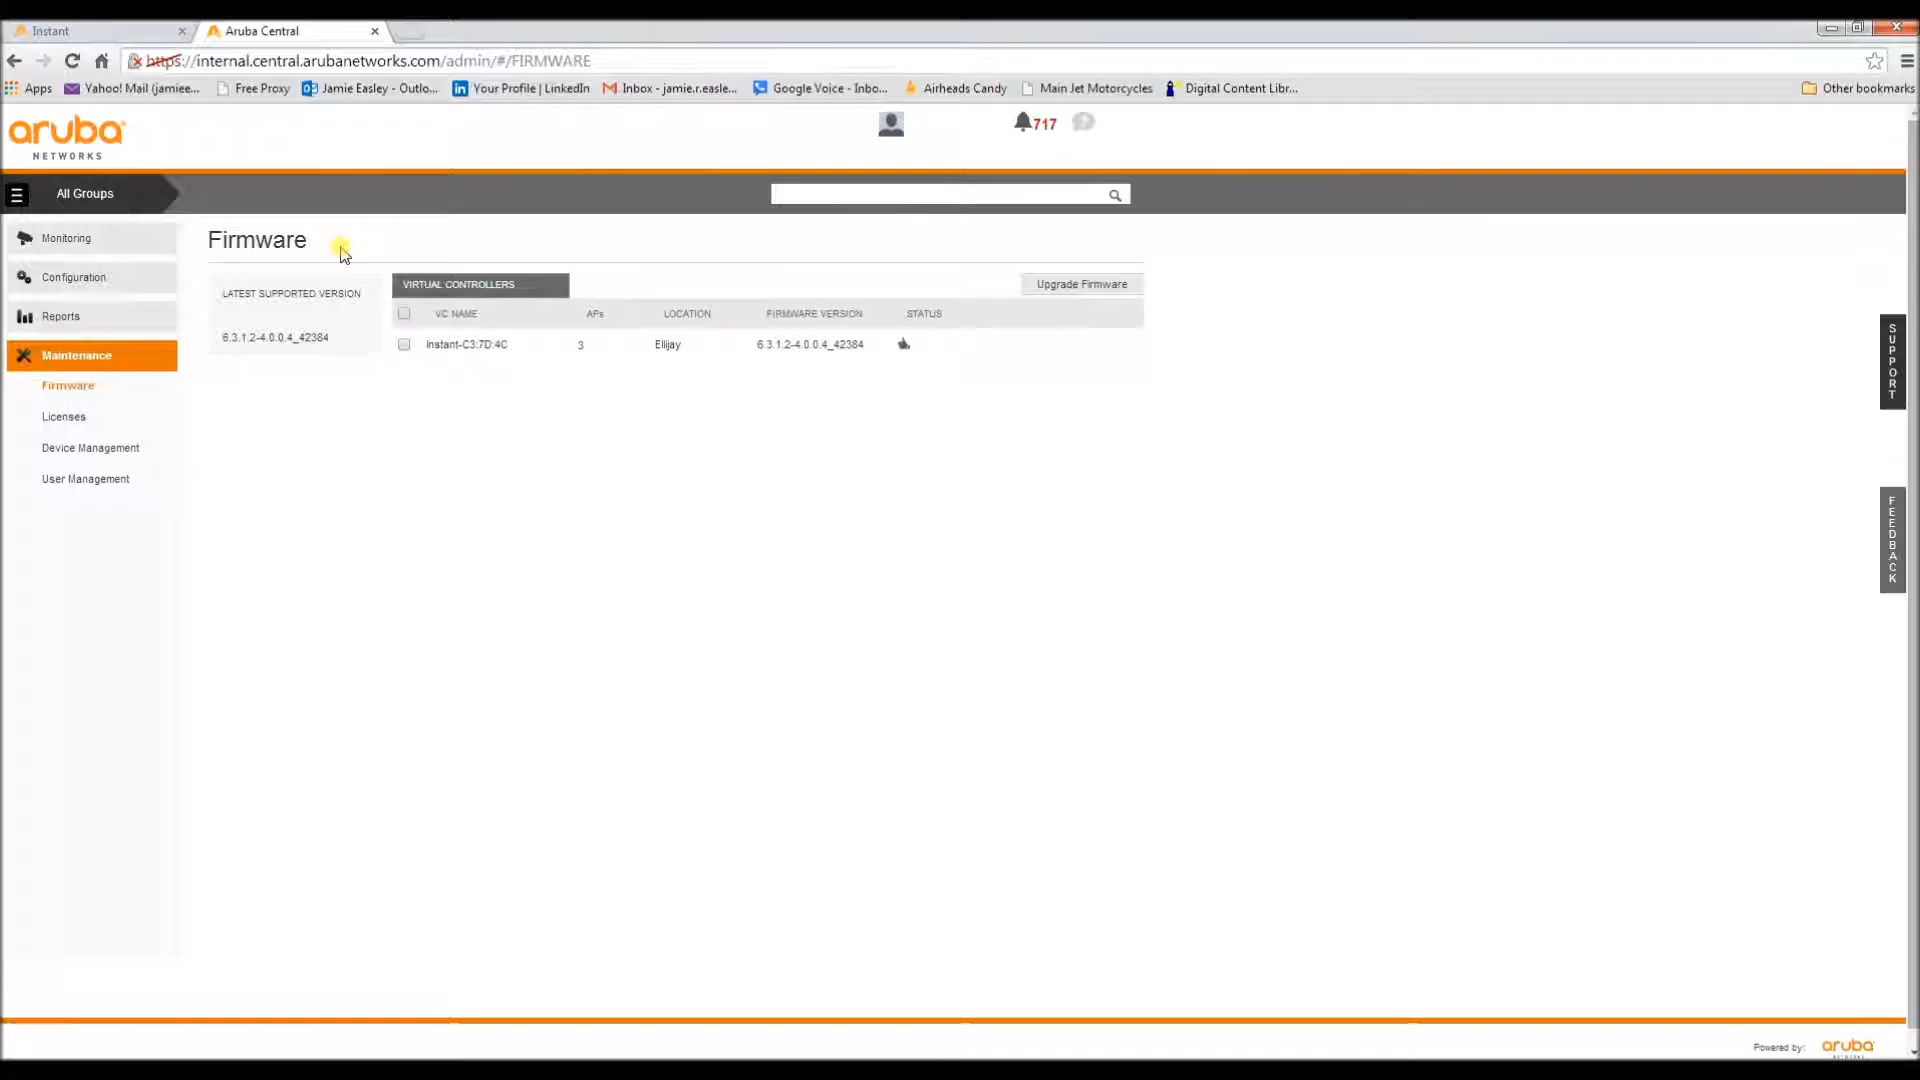 Instant
Aruba Central
https://internal.central.arubanetworks.com/admin/#/FIRMWARE
Apps Yahoo! Mail (jamiee... Free Proxy Jamie Easley - Outlo... Your Profile | LinkedIn Inbox - jamie.r.easle... Google Voice - Inbo... Airheads Candy Main Jet Motorcycles Digital Content Libr... Other bookmarks
aruba
NETWORKS
717
All Groups
Monitoring
Configuration
Reports
Maintenance
Firmware
Licenses
Device Management
User Management
Firmware
LATEST SUPPORTED VERSION
6.3.1.2-4.0.0.4_42384
VIRTUAL CONTROLLERS
Upgrade Firmware
VC NAME APs LOCATION FIRMWARE VERSION STATUS
Instant-C3:7D:4C 3 Ellijay 6.3.1.2-4.0.0.4_42384
SUPPORT
FEEDBACK
Powered by: aruba
NETWORKS